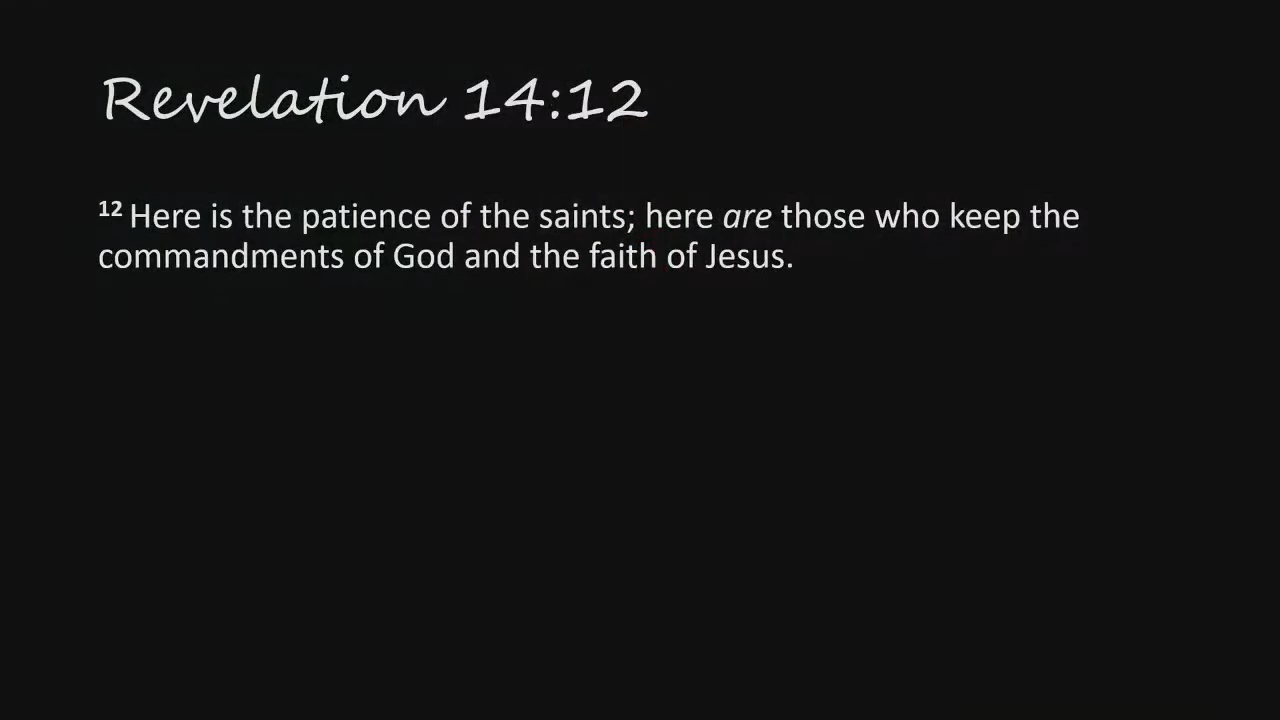 Revelation 14:12
12 Here is the patience of the saints; here are those who keep the
commandments of God and the faith of Jesus.